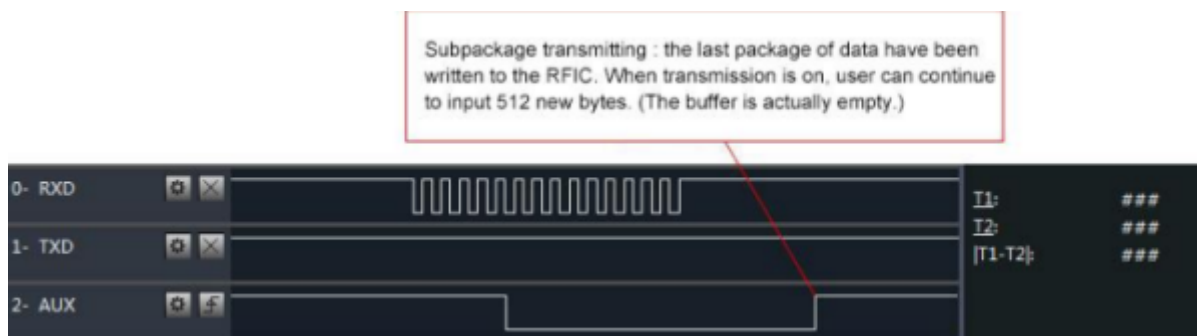 Subpackage transmitting : the last package of data have been
written to the RFIC. When transmission is on, user can continue
to input 512 new bytes. (The buffer is actually empty.)
0- RXD
T1: ###
1- TXD
T2: ###
|T1-T2|: ###
2- AUX